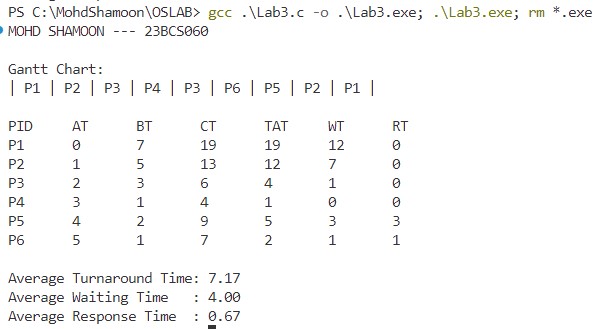 PS C:\MohdShamoon\OSLAB> gcc .\Lab3.c -o .\Lab3.exe; .\Lab3.exe; rm *.exe
MOHD SHAMOON --- 23BCS060
Gantt Chart:
| P1 | P2 | P3 | P4 | P3 | P6 | P5 | P2 | P1 |
PID AT BT CT TAT WT RT
P1 0 7 19 19 12 0
P2 1 5 13 12 7 0
P3 2 3 6 4 1 0
P4 3 1 4 1 0 0
P5 4 2 9 5 3 3
P6 5 1 7 2 1 1
Average Turnaround Time: 7.17
Average Waiting Time : 4.00
Average Response Time : 0.67